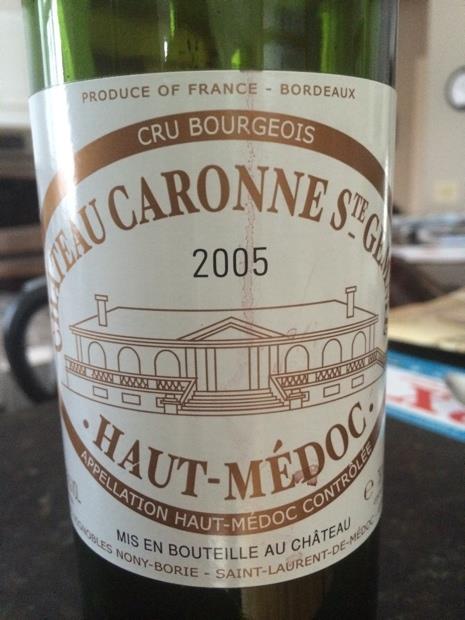 PRODUCE OF FRANCE - BORDEAUX
CRU BOURGEOIS
CHÂTEAU CARONNE STE
2005
· HAUT-MÉDOC ·
APPELLATION HAUT-MÉDOC CONTRÔLÉE
e
MIS EN BOUTEILLE AU CHÂTEAU
NONY-BORIE - SAINT-LAURENT-DE-MÉDOC